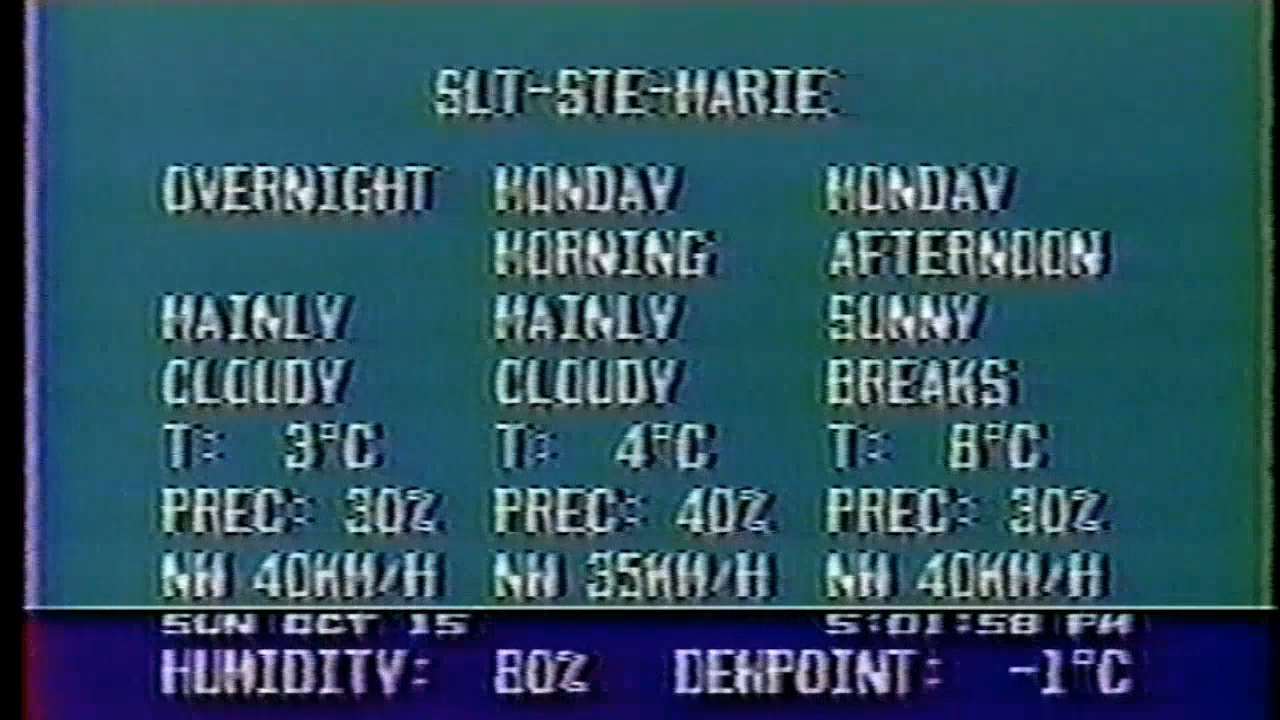 SLT-STE-MARIE
OVERNIGHT MONDAY MONDAY
MORNING AFTERNOON
MAINLY MAINLY SUNNY
CLOUDY CLOUDY BREAKS
T: 3°C T: 4°C T: 8°C
PREC: 30% PREC: 40% PREC: 30%
NW 40KM/H NW 35KM/H NW 40KM/H
SUN OCT 15 5:01:58 PM
HUMIDITY: 80% DEWPOINT: -1°C